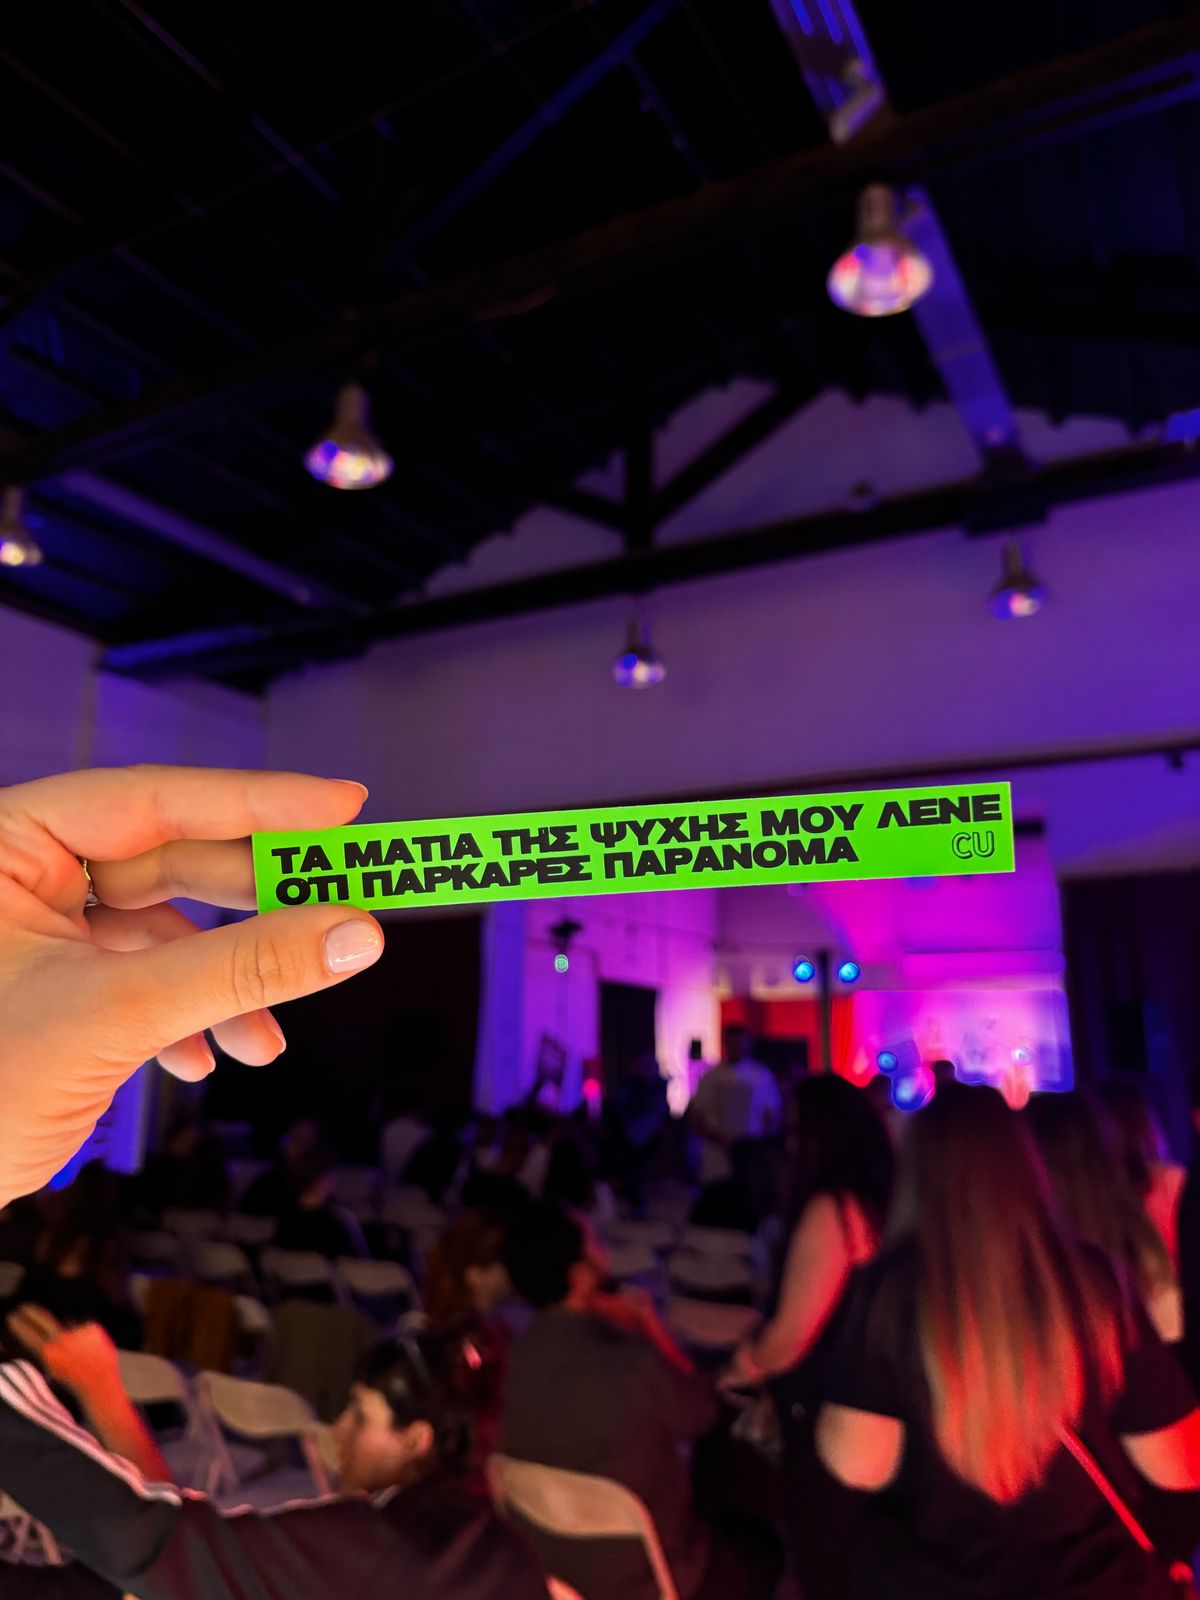 ΤΑ ΜΑΤΙΑ ΤΗΣ ΨΥΧΗΣ ΜΟΥ ΛΕΝΕ
ΟΤΙ ΠΑΡΚΑΡΕΣ ΠΑΡΑΝΟΜΑ
CU